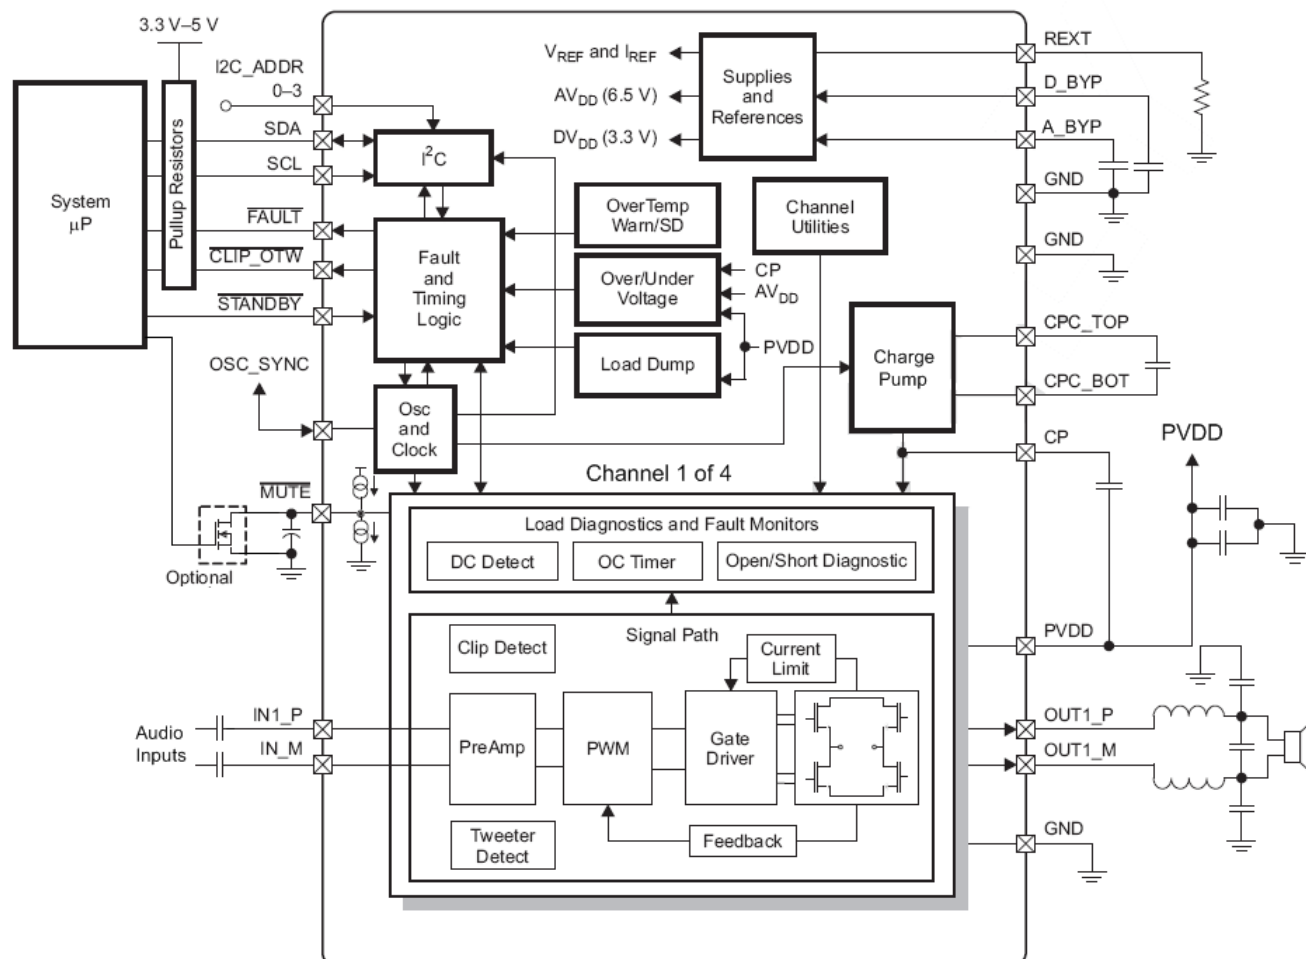 3.3 V–5 V
I2C_ADDR
0–3
SDA
SCL
FAULT
CLIP_OTW
STANDBY
OSC_SYNC
MUTE
System
μP
Pullup Resistors
Optional
I²C
Fault
and
Timing
Logic
Osc
and
Clock
VREF and IREF
AVDD (6.5 V)
DVDD (3.3 V)
Supplies
and
References
OverTemp
Warn/SD
Over/Under
Voltage
Load Dump
CP
AVDD
PVDD
Channel
Utilities
Charge
Pump
REXT
D_BYP
A_BYP
GND
GND
CPC_TOP
CPC_BOT
CP
PVDD
PVDD
OUT1_P
OUT1_M
GND
Channel 1 of 4
Load Diagnostics and Fault Monitors
DC Detect
OC Timer
Open/Short Diagnostic
Signal Path
Clip Detect
Current
Limit
PreAmp
PWM
Gate
Driver
Tweeter
Detect
Feedback
Audio
Inputs
IN1_P
IN_M